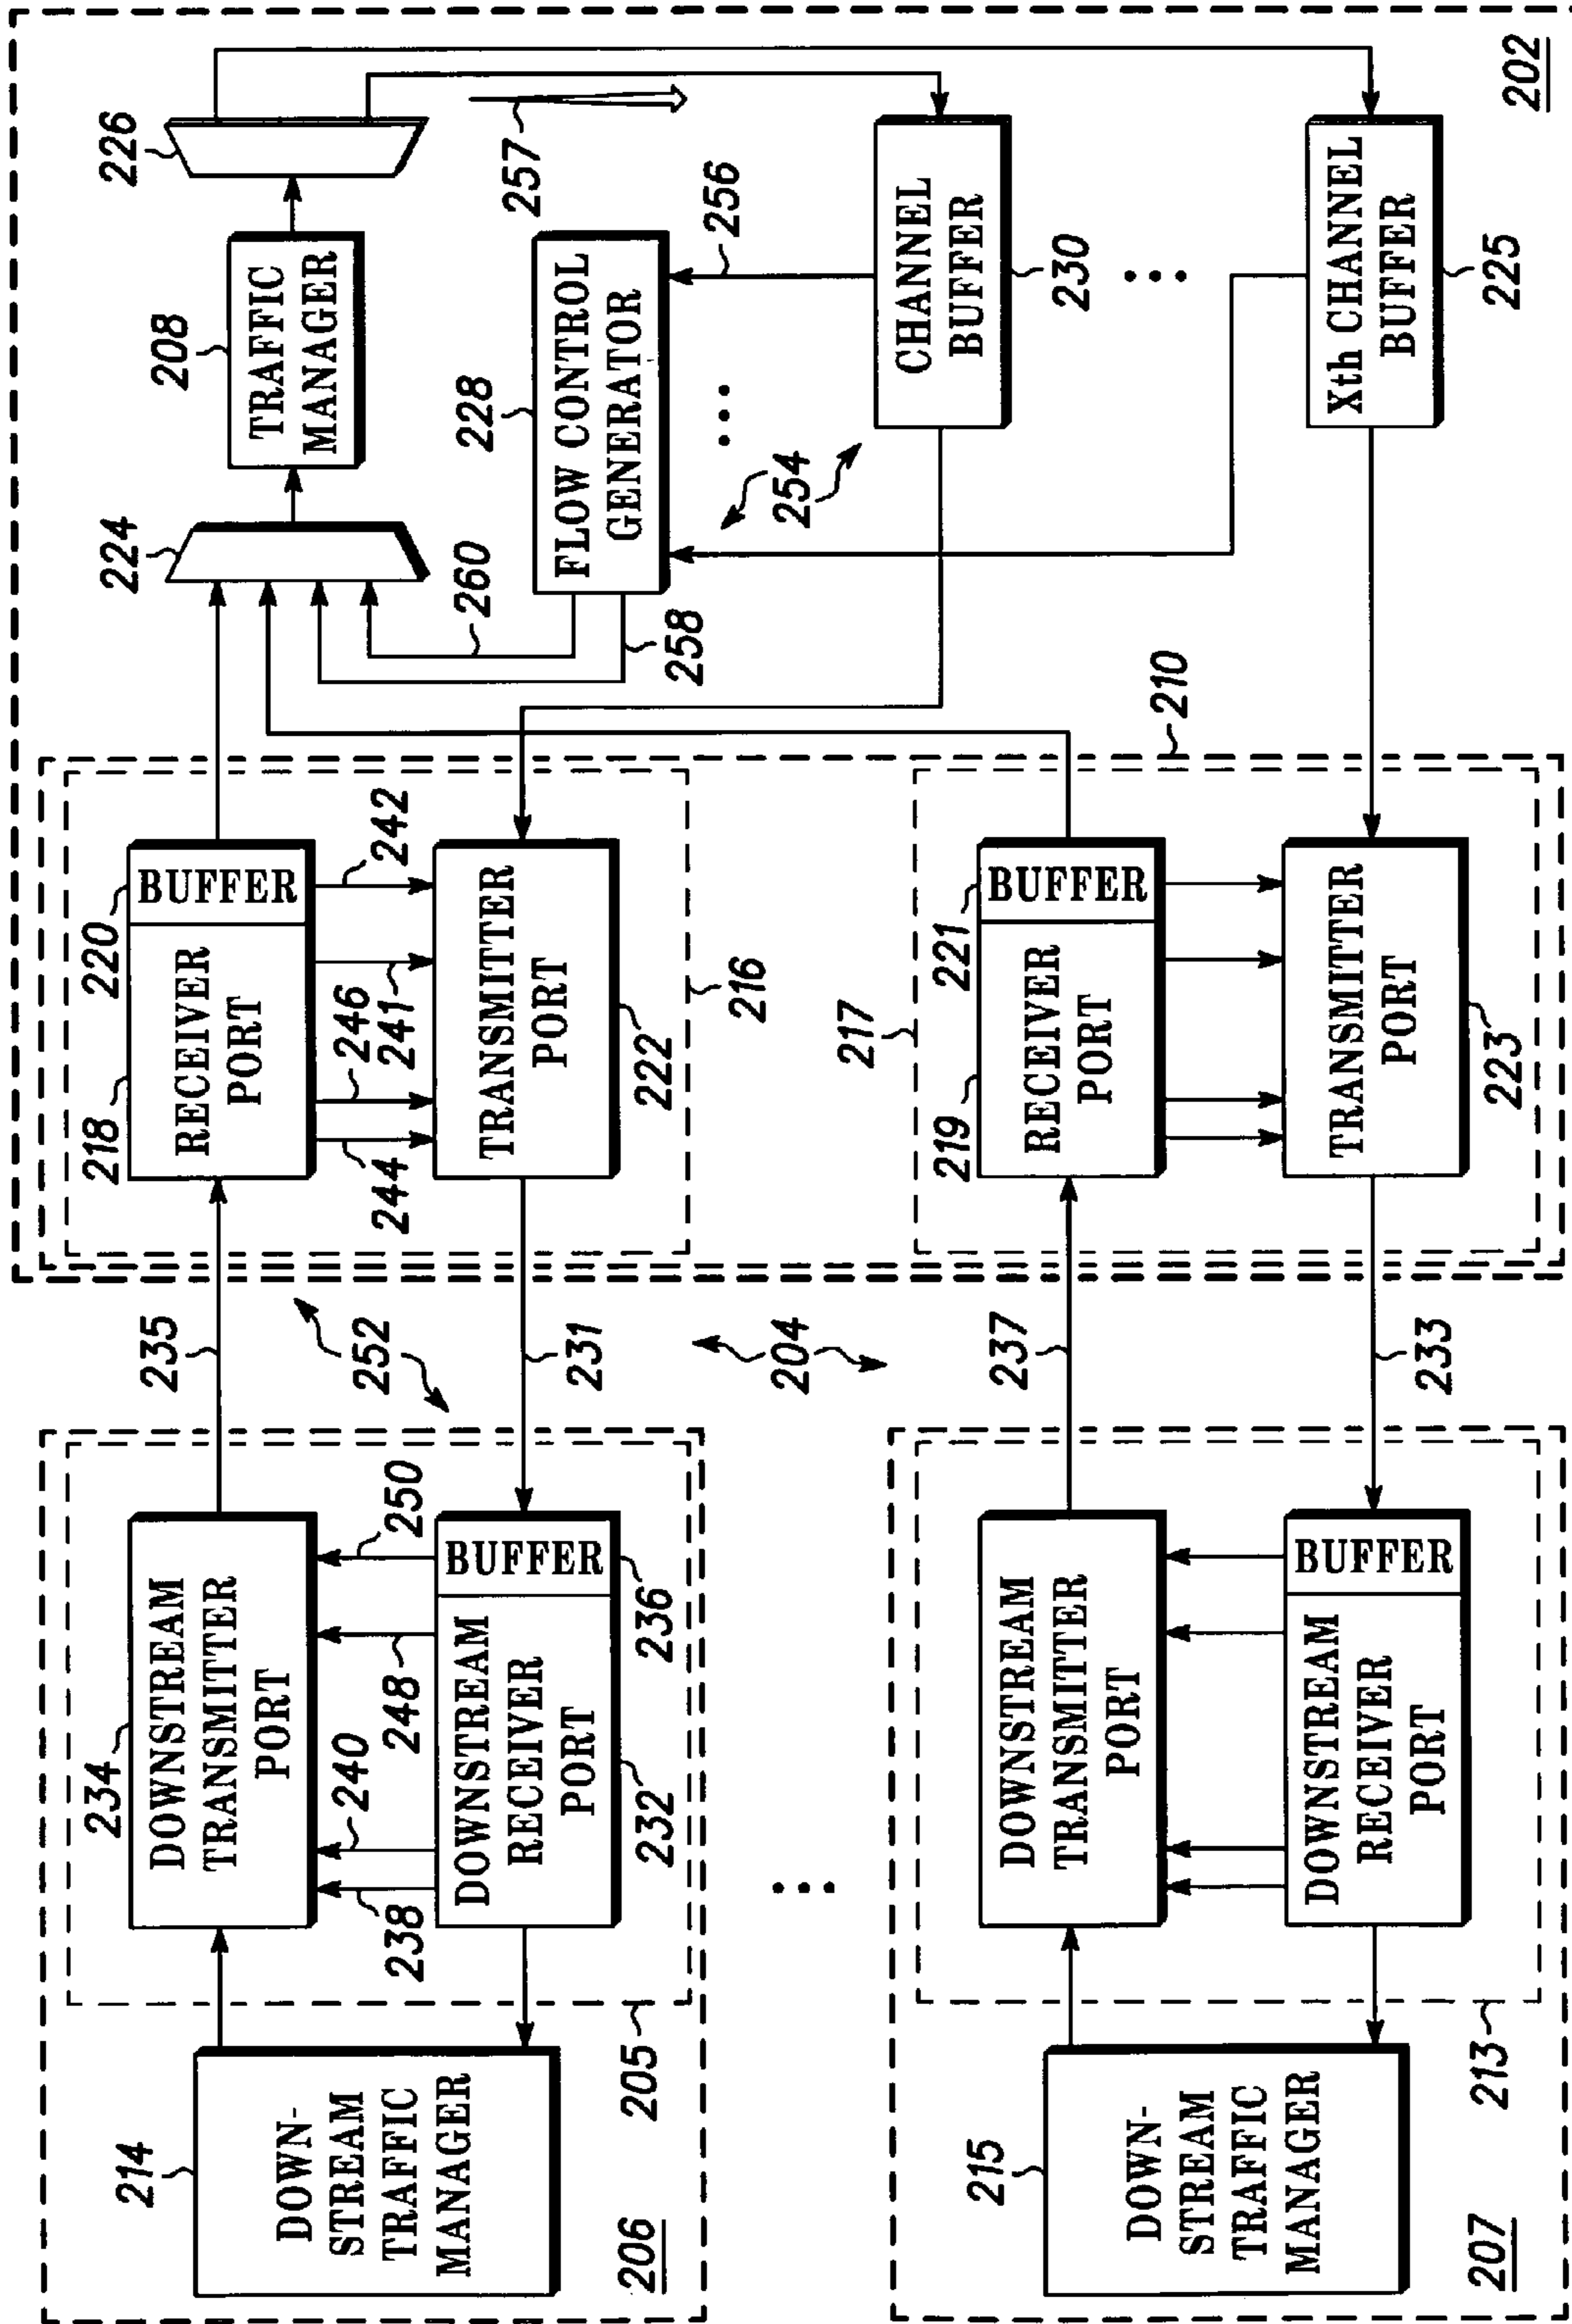 214
DOWN-
STREAM
TRAFFIC
MANAGER
206
205
234
DOWNSTREAM
TRANSMITTER
PORT
238
240
248
250
DOWNSTREAM
RECEIVER
PORT
BUFFER
232
236
235
252
231
204
218
220
RECEIVER
PORT
BUFFER
244
246
241
242
TRANSMITTER
PORT
222
216
224
208
TRAFFIC
MANAGER
226
260
258
228
FLOW CONTROL
GENERATOR
257
256
254
...
CHANNEL
BUFFER
230
...
...
215
DOWN-
STREAM
TRAFFIC
MANAGER
207
213
DOWNSTREAM
TRANSMITTER
PORT
DOWNSTREAM
RECEIVER
PORT
BUFFER
237
233
217
219
221
RECEIVER
PORT
BUFFER
TRANSMITTER
PORT
223
210
Xth CHANNEL
BUFFER
225
202